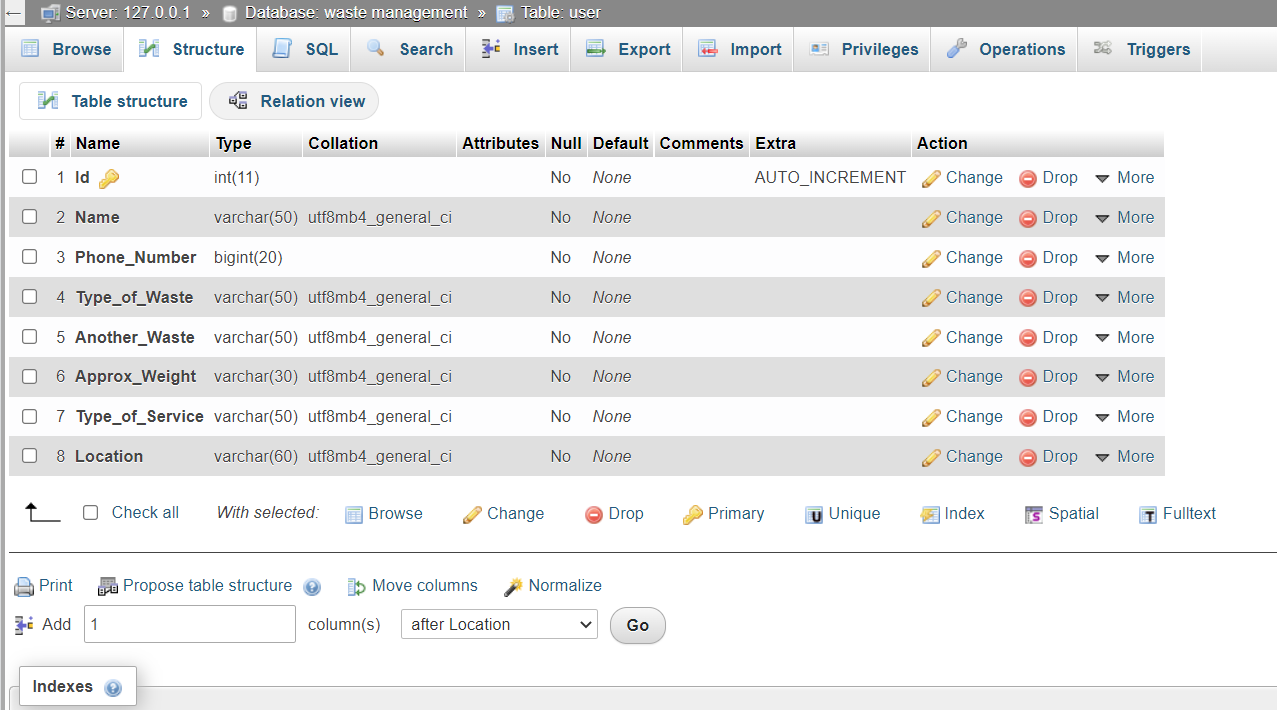 Server: 127.0.0.1 » Database: waste management » Table: user
Browse Structure SQL Search Insert Export Import Privileges Operations Triggers
Table structure Relation view
# Name Type Collation Attributes Null Default Comments Extra Action
1 Id int(11) No None AUTO_INCREMENT Change Drop More
2 Name varchar(50) utf8mb4_general_ci No None Change Drop More
3 Phone_Number bigint(20) No None Change Drop More
4 Type_of_Waste varchar(50) utf8mb4_general_ci No None Change Drop More
5 Another_Waste varchar(50) utf8mb4_general_ci No None Change Drop More
6 Approx_Weight varchar(30) utf8mb4_general_ci No None Change Drop More
7 Type_of_Service varchar(50) utf8mb4_general_ci No None Change Drop More
8 Location varchar(60) utf8mb4_general_ci No None Change Drop More
Check all With selected: Browse Change Drop Primary Unique Index Spatial Fulltext
Print Propose table structure Move columns Normalize
Add 1 column(s) after Location Go
Indexes